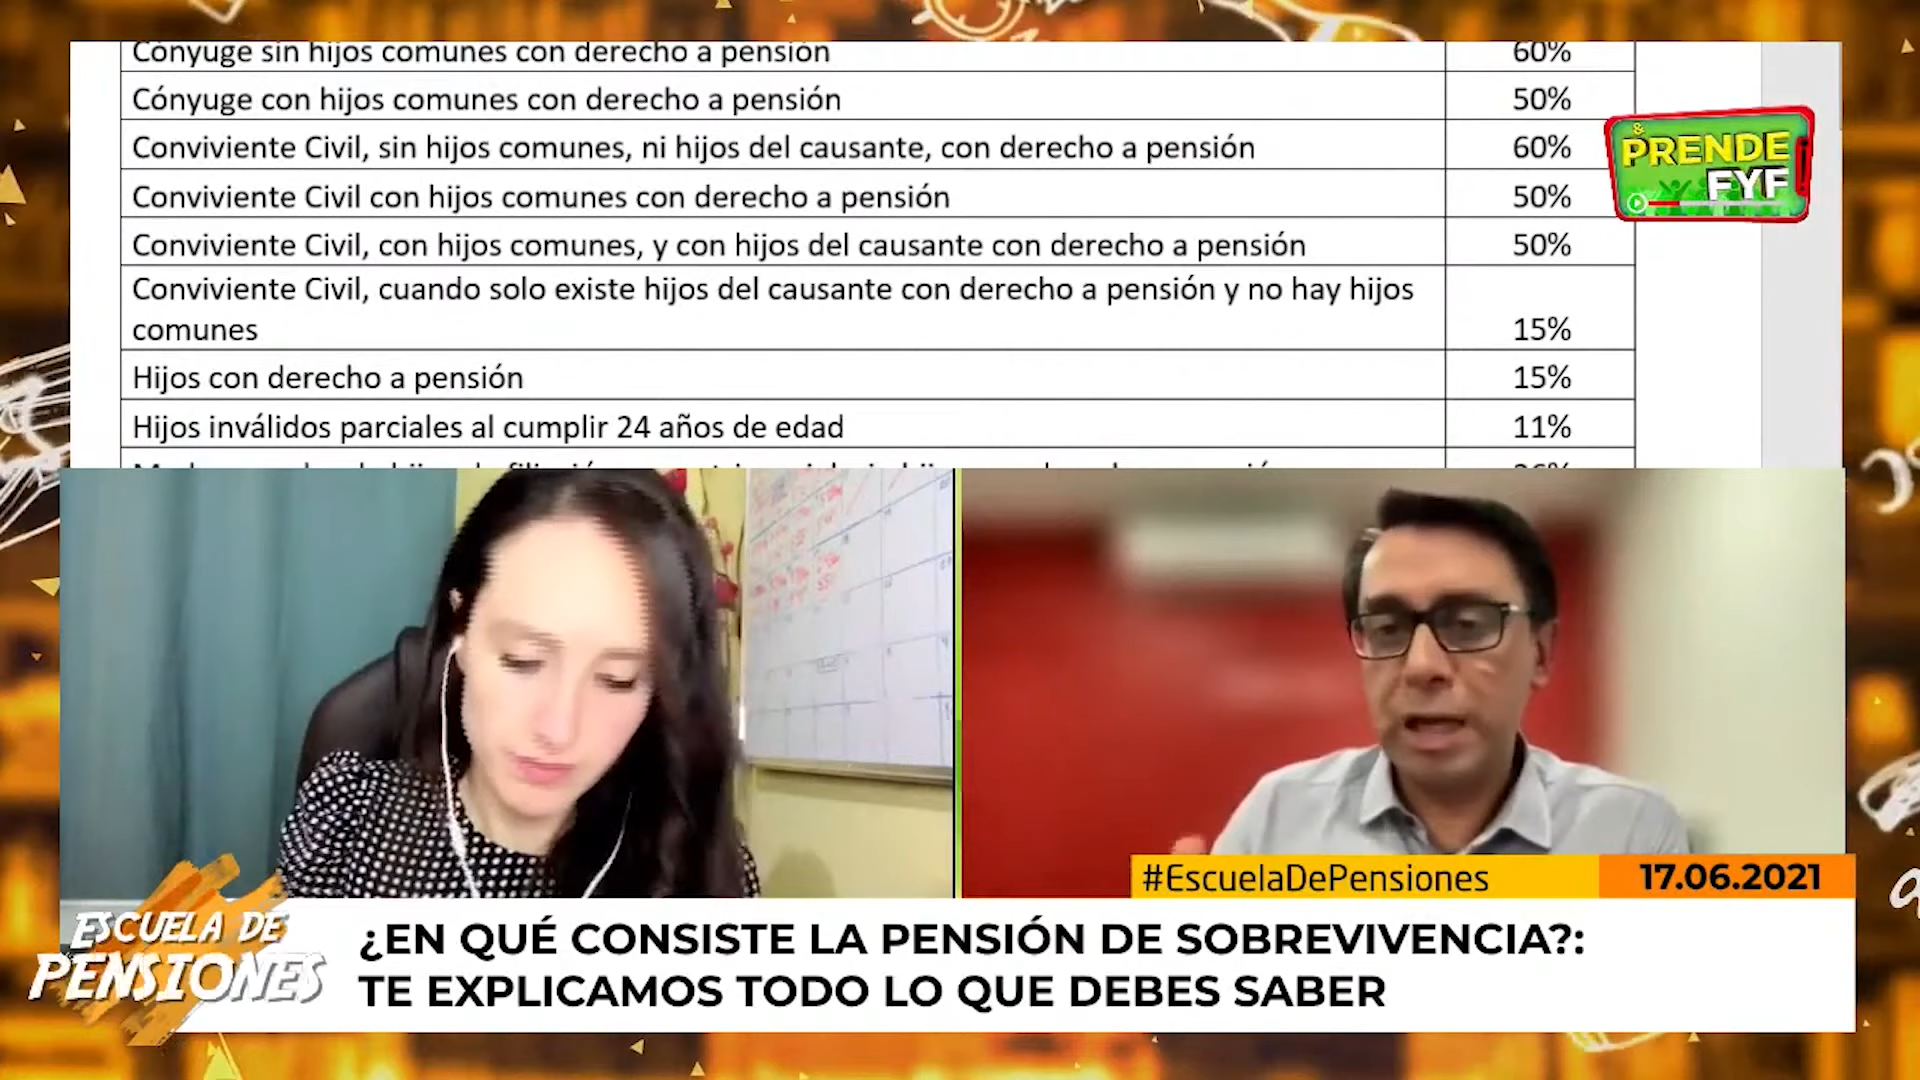 Cónyuge sin hijos comunes con derecho a pensión 60%
Cónyuge con hijos comunes con derecho a pensión 50%
Conviviente Civil, sin hijos comunes, ni hijos del causante, con derecho a pensión 60%
Conviviente Civil con hijos comunes con derecho a pensión 50%
Conviviente Civil, con hijos comunes, y con hijos del causante con derecho a pensión 50%
Conviviente Civil, cuando solo existe hijos del causante con derecho a pensión y no hay hijos
comunes 15%
Hijos con derecho a pensión 15%
Hijos inválidos parciales al cumplir 24 años de edad 11%
&
PRENDE
FYF
#EscuelaDePensiones 17.06.2021
ESCUELA DE
PENSIONES
¿EN QUÉ CONSISTE LA PENSIÓN DE SOBREVIVENCIA?:
TE EXPLICAMOS TODO LO QUE DEBES SABER